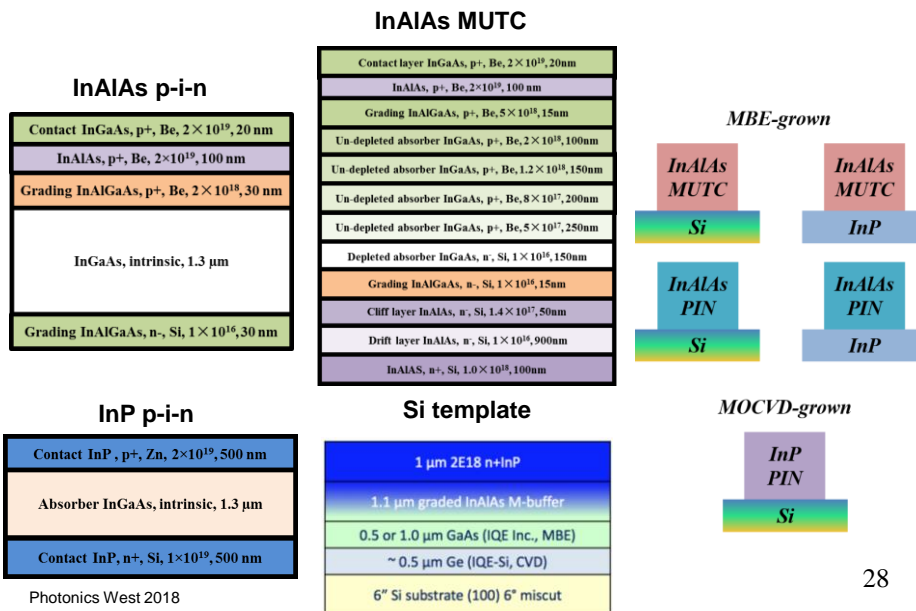 InAlAs MUTC
Contact layer InGaAs, p+, Be, 2×10¹⁹, 20nm
InAlAs, p+, Be, 2×10¹⁹, 100 nm
Grading InAlGaAs, p+, Be, 5×10¹⁸, 15nm
Un-depleted absorber InGaAs, p+, Be, 2×10¹⁸, 100nm
Un-depleted absorber InGaAs, p+, Be, 1.2×10¹⁸, 150nm
Un-depleted absorber InGaAs, p+, Be, 8×10¹⁷, 200nm
Un-depleted absorber InGaAs, p+, Be, 5×10¹⁷, 250nm
Depleted absorber InGaAs, n⁻, Si, 1×10¹⁶, 150nm
Grading InAlGaAs, n-, Si, 1×10¹⁶, 15nm
Cliff layer InAlAs, n⁻, Si, 1.4×10¹⁷, 50nm
Drift layer InAlAs, n⁻, Si, 1×10¹⁶, 900nm
InAlAS, n+, Si, 1.0×10¹⁸, 100nm
InAlAs p-i-n
Contact InGaAs, p+, Be, 2×10¹⁹, 20 nm
InAlAs, p+, Be, 2×10¹⁹, 100 nm
Grading InAlGaAs, p+, Be, 2×10¹⁸, 30 nm
InGaAs, intrinsic, 1.3 μm
Grading InAlGaAs, n-, Si, 1×10¹⁶, 30 nm
MBE-grown
InAlAs
MUTC
Si
InAlAs
MUTC
InP
InAlAs
PIN
Si
InAlAs
PIN
InP
InP p-i-n
Contact InP , p+, Zn, 2×10¹⁹, 500 nm
Absorber InGaAs, intrinsic, 1.3 μm
Contact InP, n+, Si, 1×10¹⁹, 500 nm
Si template
1 μm 2E18 n+InP
1.1 μm graded InAlAs M-buffer
0.5 or 1.0 μm GaAs (IQE Inc., MBE)
~ 0.5 μm Ge (IQE-Si, CVD)
6″ Si substrate (100) 6° miscut
MOCVD-grown
InP
PIN
Si
Photonics West 2018
28